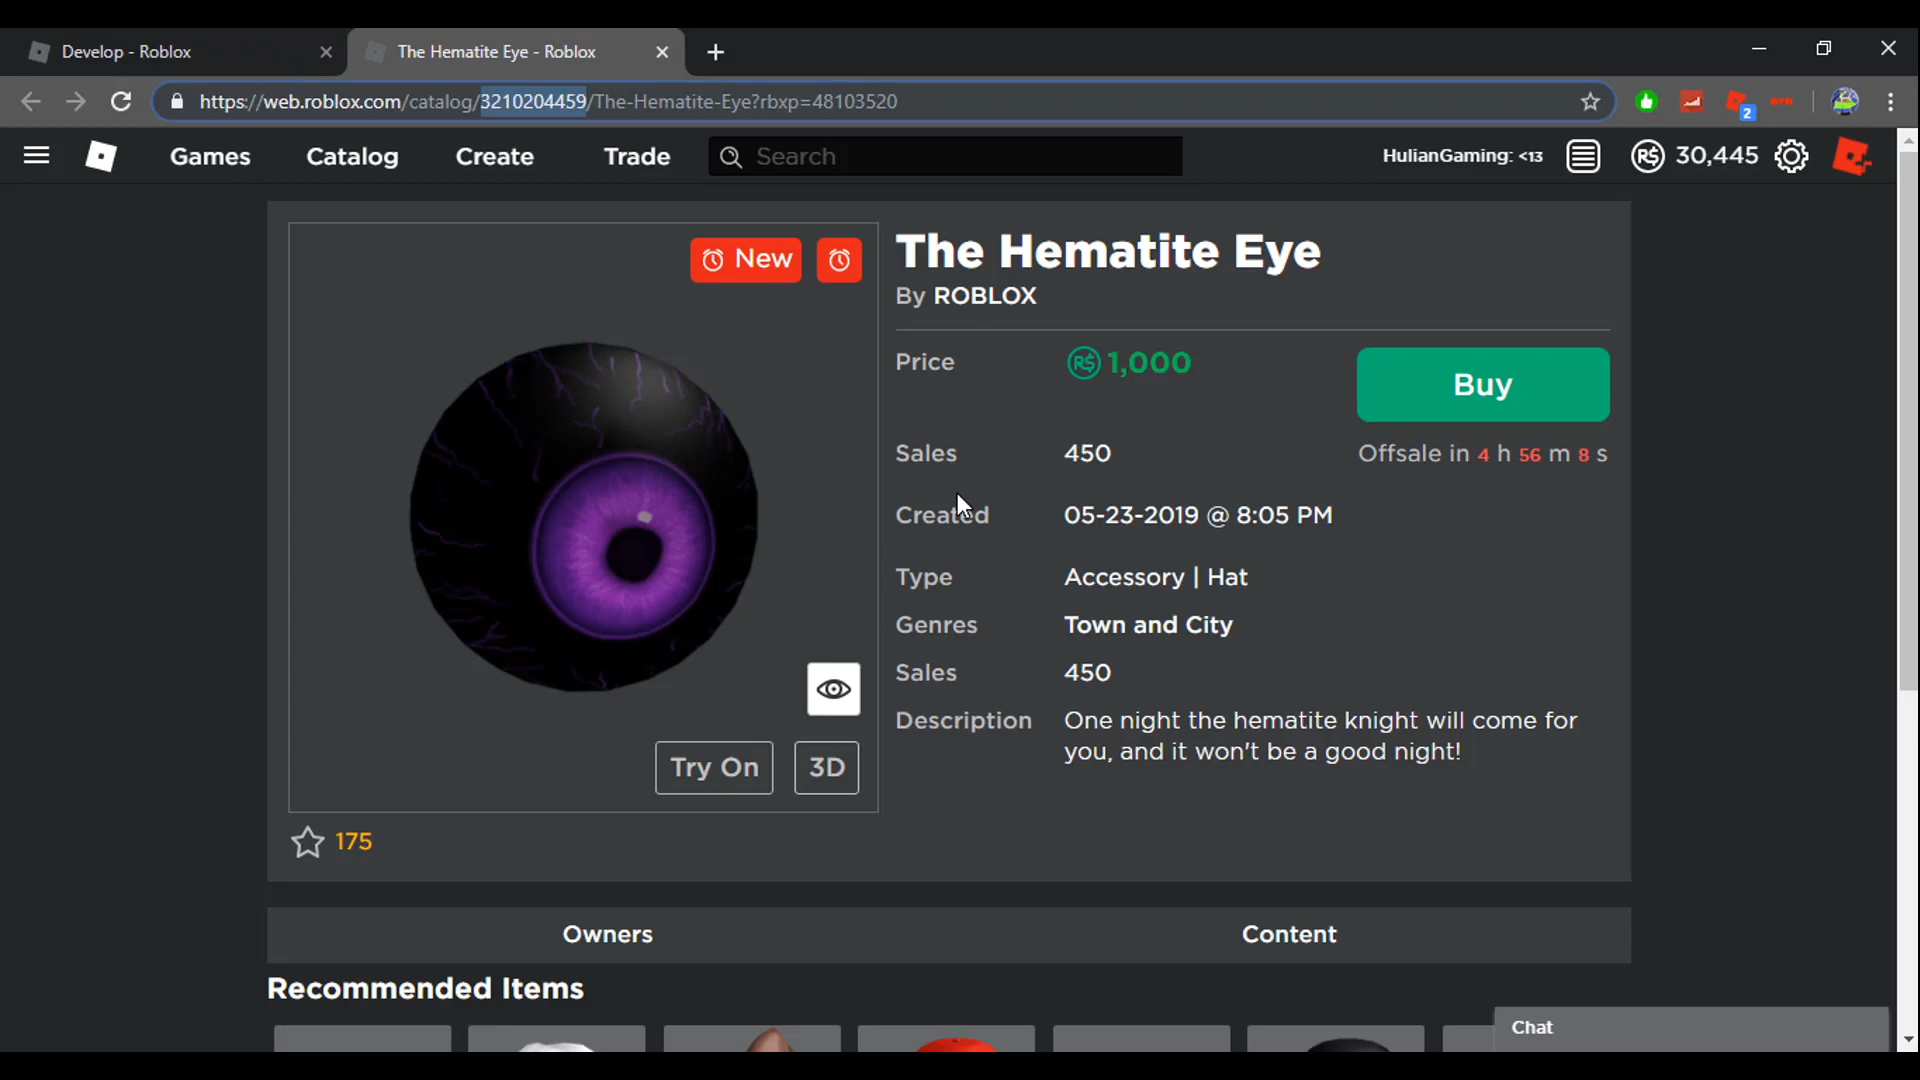 Develop - Roblox
The Hematite Eye - Roblox
https://web.roblox.com/catalog/3210204459/The-Hematite-Eye?rbxp=48103520
2
Games Catalog Create Trade Search HulianGaming: <13 R$ 30,445
New
The Hematite Eye
By ROBLOX
Price R$ 1,000 Buy
Sales 450 Offsale in 4 h 56 m 8 s
Created 05-23-2019 @ 8:05 PM
Type Accessory | Hat
Genres Town and City
Sales 450
Description One night the hematite knight will come for
you, and it won't be a good night!
Try On 3D
175
Owners Content
Recommended Items
Chat